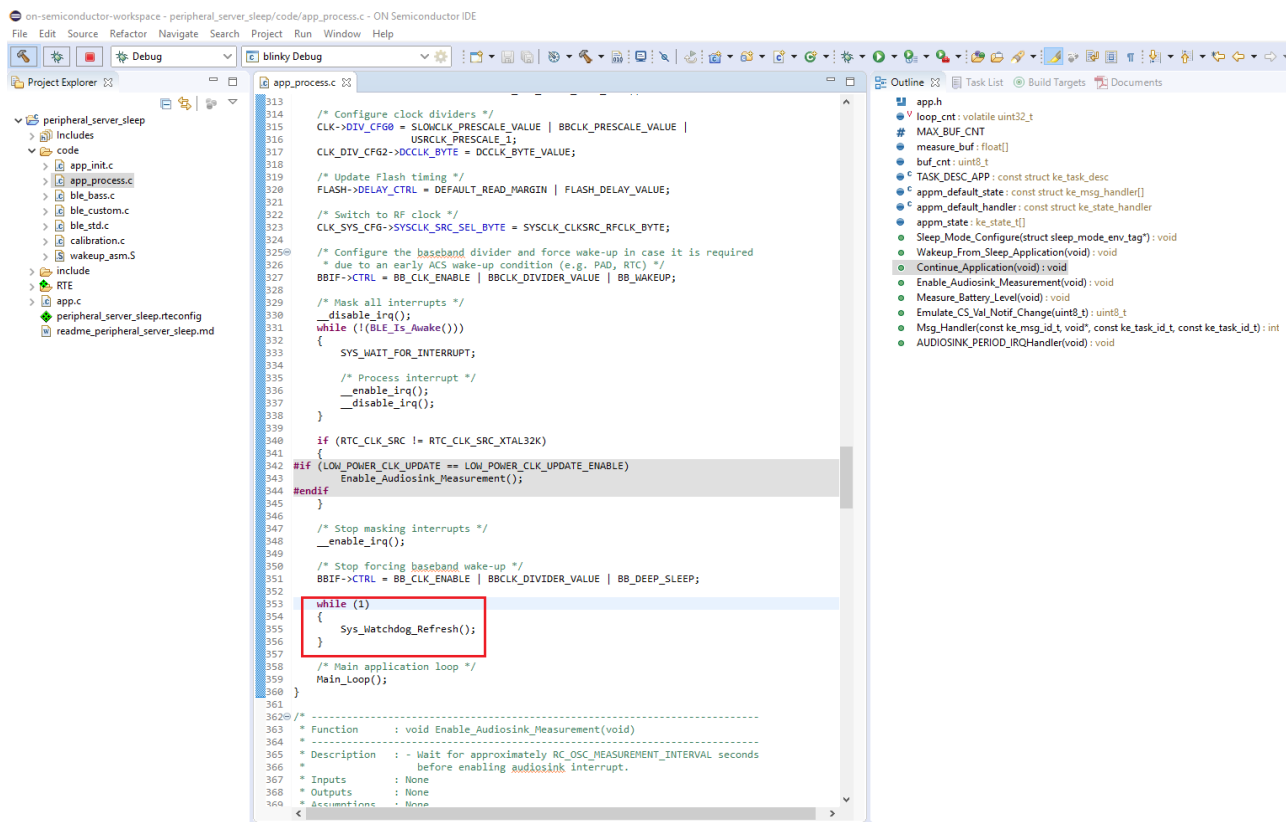 on-semiconductor-workspace - peripheral_server_sleep/code/app_process.c - ON Semiconductor IDE
File Edit Source Refactor Navigate Search Project Run Window Help
Debug blinky Debug
Project Explorer
peripheral_server_sleep
Includes
code
app_init.c
app_process.c
ble_bass.c
ble_custom.c
ble_std.c
calibration.c
wakeup_asm.S
include
RTE
app.c
peripheral_server_sleep.rteconfig
readme_peripheral_server_sleep.md
app_process.c
313
314 /* Configure clock dividers */
315 CLK->DIV_CFG0 = SLOWCLK_PRESCALE_VALUE | BBCLK_PRESCALE_VALUE |
316 USRCLK_PRESCALE_1;
317 CLK_DIV_CFG2->DCCLK_BYTE = DCCLK_BYTE_VALUE;
318
319 /* Update Flash timing */
320 FLASH->DELAY_CTRL = DEFAULT_READ_MARGIN | FLASH_DELAY_VALUE;
321
322 /* Switch to RF clock */
323 CLK_SYS_CFG->SYSCLK_SRC_SEL_BYTE = SYSCLK_CLKSRC_RFCLK_BYTE;
324
325 /* Configure the baseband divider and force wake-up in case it is required
326 * due to an early ACS wake-up condition (e.g. PAD, RTC) */
327 BBIF->CTRL = BB_CLK_ENABLE | BBCLK_DIVIDER_VALUE | BB_WAKEUP;
328
329 /* Mask all interrupts */
330 __disable_irq();
331 while (!(BLE_Is_Awake()))
332 {
333 SYS_WAIT_FOR_INTERRUPT;
334
335 /* Process interrupt */
336 __enable_irq();
337 __disable_irq();
338 }
339
340 if (RTC_CLK_SRC != RTC_CLK_SRC_XTAL32K)
341 {
342 #if (LOW_POWER_CLK_UPDATE == LOW_POWER_CLK_UPDATE_ENABLE)
343 Enable_Audiosink_Measurement();
344 #endif
345 }
346
347 /* Stop masking interrupts */
348 __enable_irq();
349
350 /* Stop forcing baseband wake-up */
351 BBIF->CTRL = BB_CLK_ENABLE | BBCLK_DIVIDER_VALUE | BB_DEEP_SLEEP;
352
353 while (1)
354 {
355 Sys_Watchdog_Refresh();
356 }
357
358 /* Main application loop */
359 Main_Loop();
360 }
361
362 /* ----------------------------------------------------------------------------
363 * Function : void Enable_Audiosink_Measurement(void)
364 * ----------------------------------------------------------------------------
365 * Description : - Wait for approximately RC_OSC_MEASUREMENT_INTERVAL seconds
366 * before enabling audiosink interrupt.
367 * Inputs : None
368 * Outputs : None
369 * Assumptions : None
Outline Task List Build Targets Documents
app.h
loop_cnt : volatile uint32_t
MAX_BUF_CNT
measure_buf : float[]
buf_cnt : uint8_t
TASK_DESC_APP : const struct ke_task_desc
appm_default_state : const struct ke_msg_handler[]
appm_default_handler : const struct ke_state_handler
appm_state : ke_state_t[]
Sleep_Mode_Configure(struct sleep_mode_env_tag*) : void
Wakeup_From_Sleep_Application(void) : void
Continue_Application(void) : void
Enable_Audiosink_Measurement(void) : void
Measure_Battery_Level(void) : void
Emulate_CS_Val_Notif_Change(uint8_t) : uint8_t
Msg_Handler(const ke_msg_id_t, void*, const ke_task_id_t, const ke_task_id_t) : int
AUDIOSINK_PERIOD_IRQHandler(void) : void